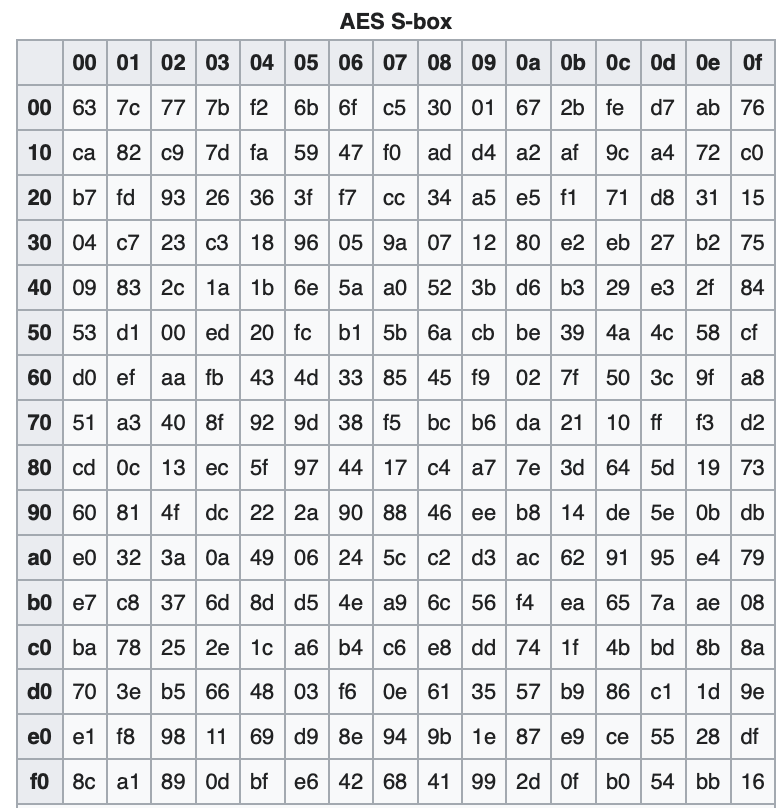 AES S-box
00 01 02 03 04 05 06 07 08 09 0a 0b 0c 0d 0e 0f
00 63 7c 77 7b f2 6b 6f c5 30 01 67 2b fe d7 ab 76
10 ca 82 c9 7d fa 59 47 f0 ad d4 a2 af 9c a4 72 c0
20 b7 fd 93 26 36 3f f7 cc 34 a5 e5 f1 71 d8 31 15
30 04 c7 23 c3 18 96 05 9a 07 12 80 e2 eb 27 b2 75
40 09 83 2c 1a 1b 6e 5a a0 52 3b d6 b3 29 e3 2f 84
50 53 d1 00 ed 20 fc b1 5b 6a cb be 39 4a 4c 58 cf
60 d0 ef aa fb 43 4d 33 85 45 f9 02 7f 50 3c 9f a8
70 51 a3 40 8f 92 9d 38 f5 bc b6 da 21 10 ff f3 d2
80 cd 0c 13 ec 5f 97 44 17 c4 a7 7e 3d 64 5d 19 73
90 60 81 4f dc 22 2a 90 88 46 ee b8 14 de 5e 0b db
a0 e0 32 3a 0a 49 06 24 5c c2 d3 ac 62 91 95 e4 79
b0 e7 c8 37 6d 8d d5 4e a9 6c 56 f4 ea 65 7a ae 08
c0 ba 78 25 2e 1c a6 b4 c6 e8 dd 74 1f 4b bd 8b 8a
d0 70 3e b5 66 48 03 f6 0e 61 35 57 b9 86 c1 1d 9e
e0 e1 f8 98 11 69 d9 8e 94 9b 1e 87 e9 ce 55 28 df
f0 8c a1 89 0d bf e6 42 68 41 99 2d 0f b0 54 bb 16